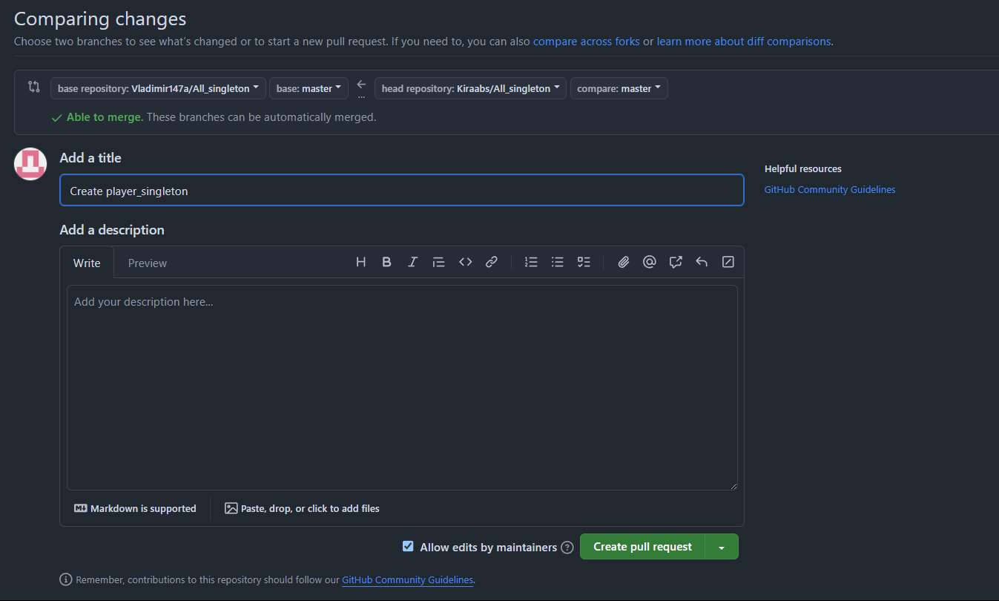 Comparing changes
Choose two branches to see what's changed or to start a new pull request. If you need to, you can also compare across forks or learn more about diff comparisons.
base repository: Vladimir147a/All_singleton base: master ... head repository: Kiraabs/All_singleton compare: master
Able to merge. These branches can be automatically merged.
Add a title
Helpful resources
Create player_singleton
GitHub Community Guidelines
Add a description
Write Preview
Add your description here...
Markdown is supported Paste, drop, or click to add files
Allow edits by maintainers Create pull request
Remember, contributions to this repository should follow our GitHub Community Guidelines.